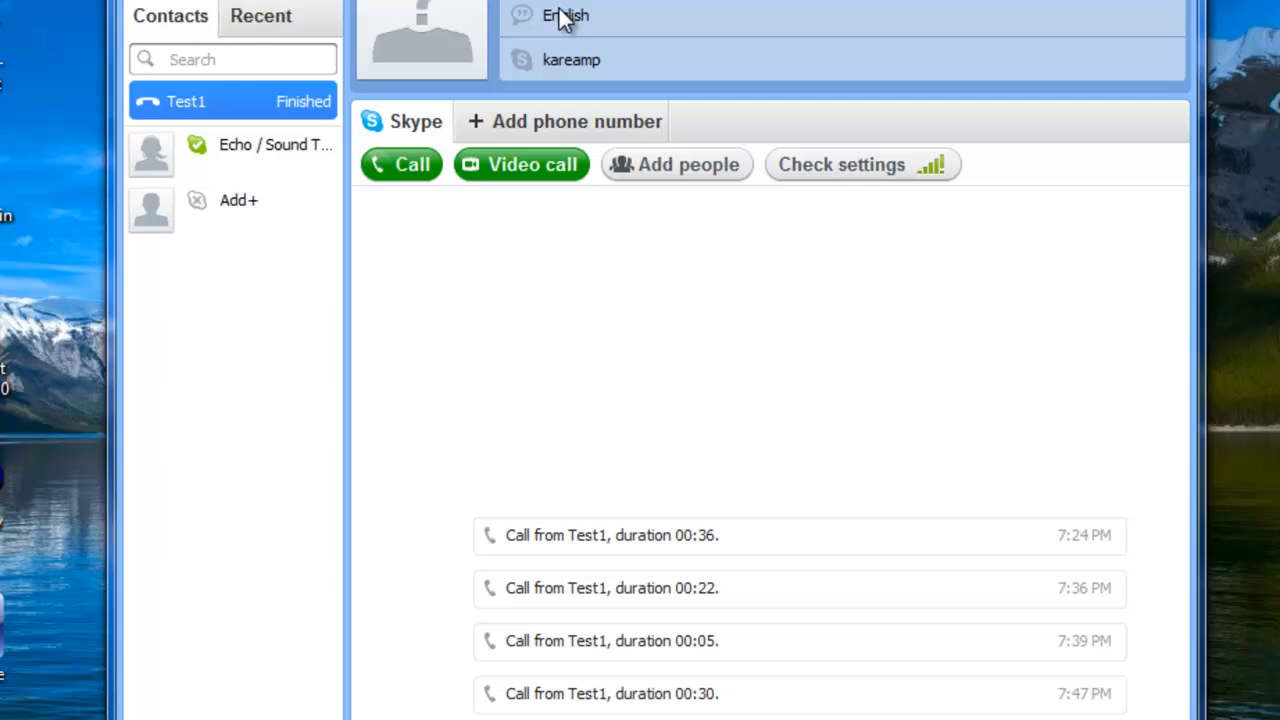 Contacts
Recent
English
Search
kareamp
Test1
Finished
Skype
+ Add phone number
Echo / Sound T...
Call
Video call
Add people
Check settings
Add+
in
t
0
e
Call from Test1, duration 00:36.
7:24 PM
Call from Test1, duration 00:22.
7:36 PM
Call from Test1, duration 00:05.
7:39 PM
Call from Test1, duration 00:30.
7:47 PM